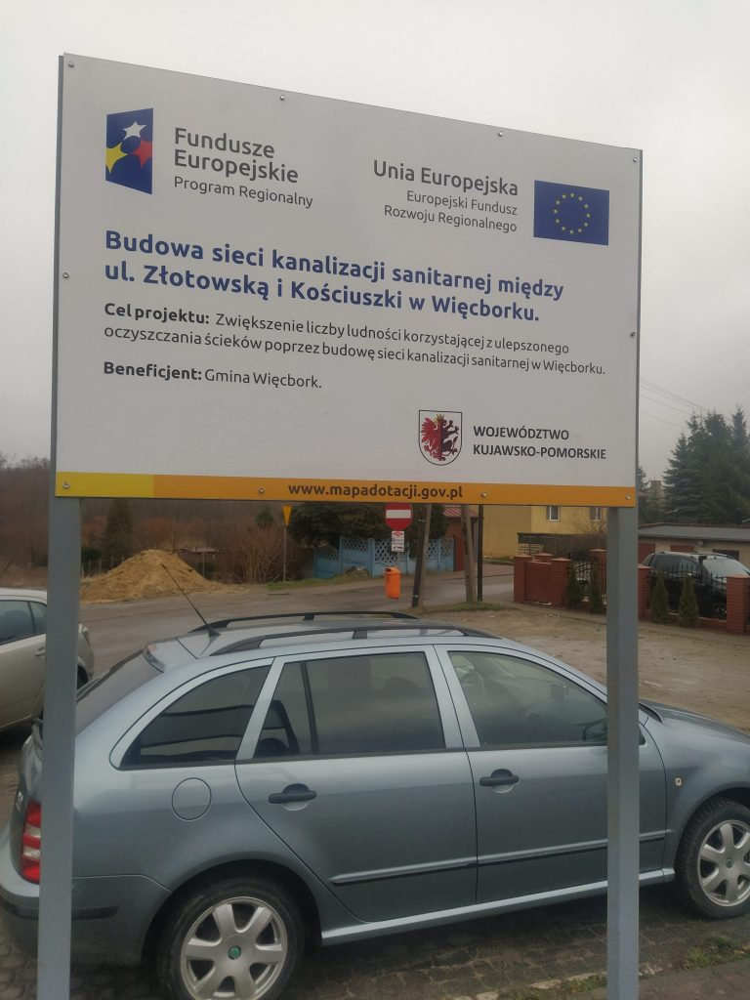 Fundusze
Europejskie
Program Regionalny
Unia Europejska
Europejski Fundusz
Rozwoju Regionalnego
Budowa sieci kanalizacji sanitarnej między
ul. Złotowską i Kościuszki w Więcborku.
Cel projektu: Zwiększenie liczby ludności korzystającej z ulepszonego
oczyszczania ścieków poprzez budowę sieci kanalizacji sanitarnej w Więcborku.
Beneficjent: Gmina Więcbork.
WOJEWÓDZTWO
KUJAWSKO-POMORSKIE
www.mapadotacji.gov.pl